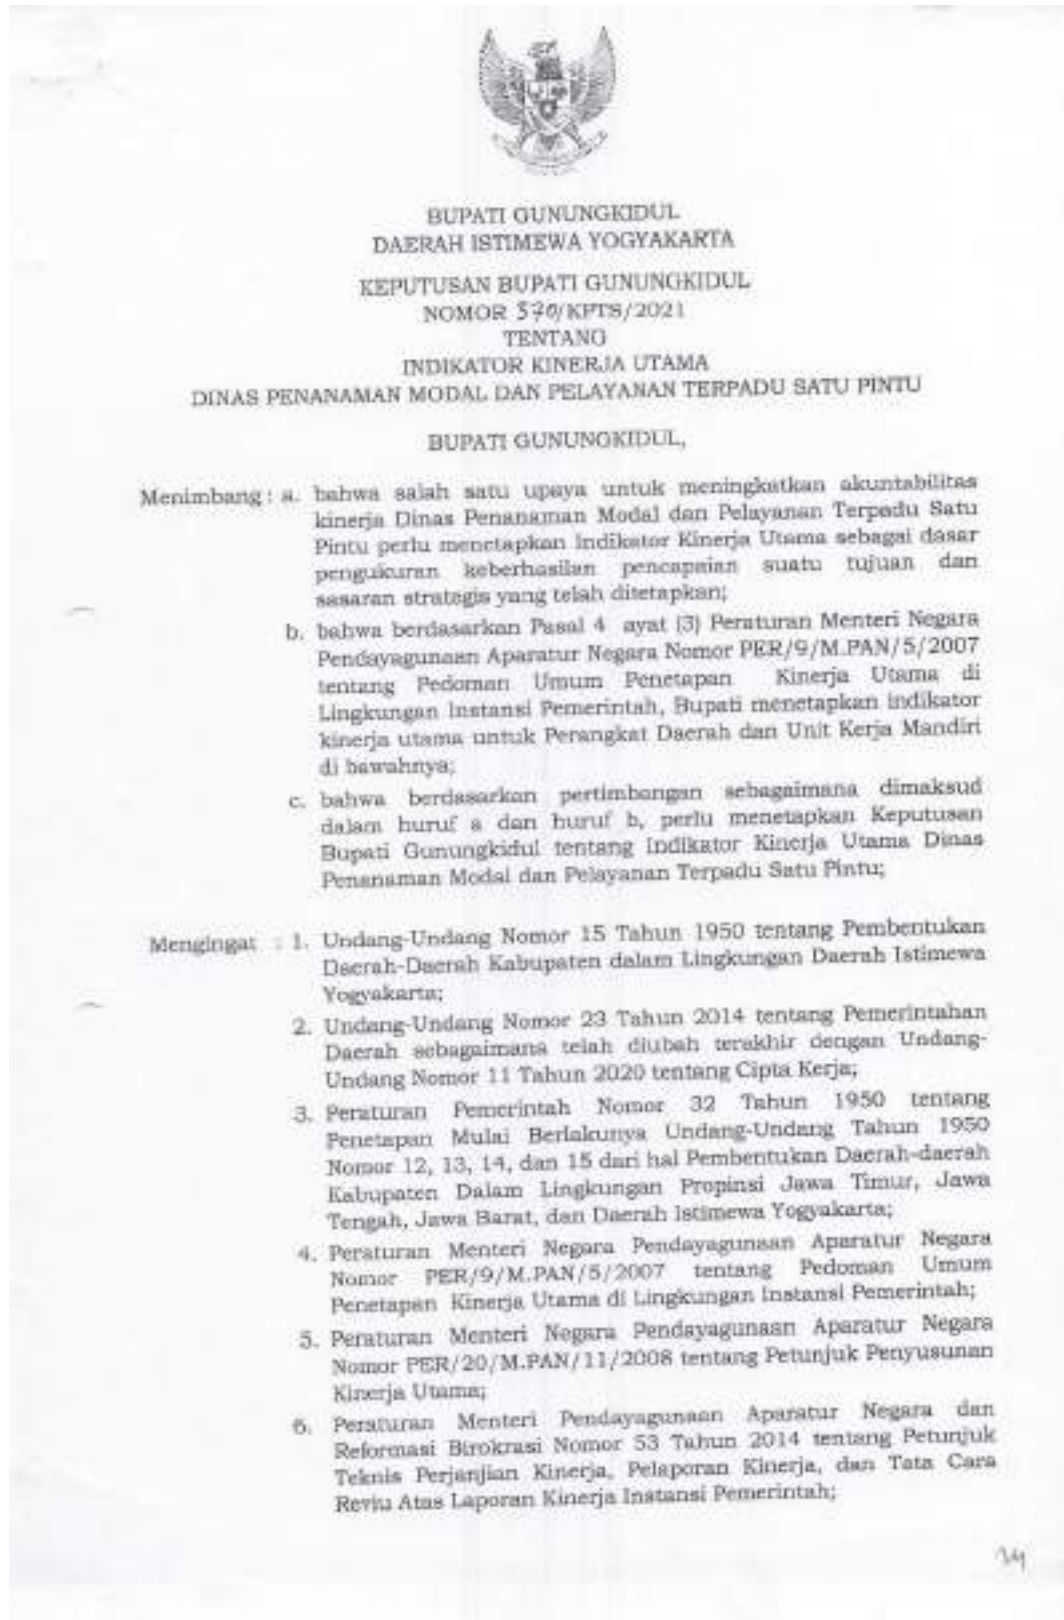 BUPATI GUNUNGKIDUL
DAERAH ISTIMEWA YOGYAKARTA
KEPUTUSAN BUPATI GUNUNGKIDUL
NOMOR 370/KPTS/2021
TENTANG
INDIKATOR KINERJA UTAMA
DINAS PENANAMAN MODAL DAN PELAYANAN TERPADU SATU PINTU
BUPATI GUNUNGKIDUL,
Menimbang : a. bahwa salah satu upaya untuk meningkatkan akuntabilitas
kinerja Dinas Penanaman Modal dan Pelayanan Terpadu Satu
Pintu perlu menetapkan Indikator Kinerja Utama sebagai dasar
pengukuran keberhasilan pencapaian suatu tujuan dan
sasaran strategis yang telah ditetapkan;
b. bahwa berdasarkan Pasal 4 ayat (3) Peraturan Menteri Negara
Pendayagunaan Aparatur Negara Nomor PER/9/M.PAN/5/2007
tentang Pedoman Umum Penetapan Kinerja Utama di
Lingkungan Instansi Pemerintah, Bupati menetapkan indikator
kinerja utama untuk Perangkat Daerah dan Unit Kerja Mandiri
di bawahnya;
c. bahwa berdasarkan pertimbangan sebagaimana dimaksud
dalam huruf a dan huruf b, perlu menetapkan Keputusan
Bupati Gunungkidul tentang Indikator Kinerja Utama Dinas
Penanaman Modal dan Pelayanan Terpadu Satu Pintu;
Mengingat : 1. Undang-Undang Nomor 15 Tahun 1950 tentang Pembentukan
Daerah-Daerah Kabupaten dalam Lingkungan Daerah Istimewa
Yogyakarta;
2. Undang-Undang Nomor 23 Tahun 2014 tentang Pemerintahan
Daerah sebagaimana telah diubah terakhir dengan Undang-
Undang Nomor 11 Tahun 2020 tentang Cipta Kerja;
3. Peraturan Pemerintah Nomor 32 Tahun 1950 tentang
Penetapan Mulai Berlakunya Undang-Undang Tahun 1950
Nomor 12, 13, 14, dan 15 dari hal Pembentukan Daerah-daerah
Kabupaten Dalam Lingkungan Propinsi Jawa Timur, Jawa
Tengah, Jawa Barat, dan Daerah Istimewa Yogyakarta;
4. Peraturan Menteri Negara Pendayagunaan Aparatur Negara
Nomor PER/9/M.PAN/5/2007 tentang Pedoman Umum
Penetapan Kinerja Utama di Lingkungan Instansi Pemerintah;
5. Peraturan Menteri Negara Pendayagunaan Aparatur Negara
Nomor PER/20/M.PAN/11/2008 tentang Petunjuk Penyusunan
Kinerja Utama;
6. Peraturan Menteri Pendayagunaan Aparatur Negara dan
Reformasi Birokrasi Nomor 53 Tahun 2014 tentang Petunjuk
Teknis Perjanjian Kinerja, Pelaporan Kinerja, dan Tata Cara
Reviu Atas Laporan Kinerja Instansi Pemerintah;